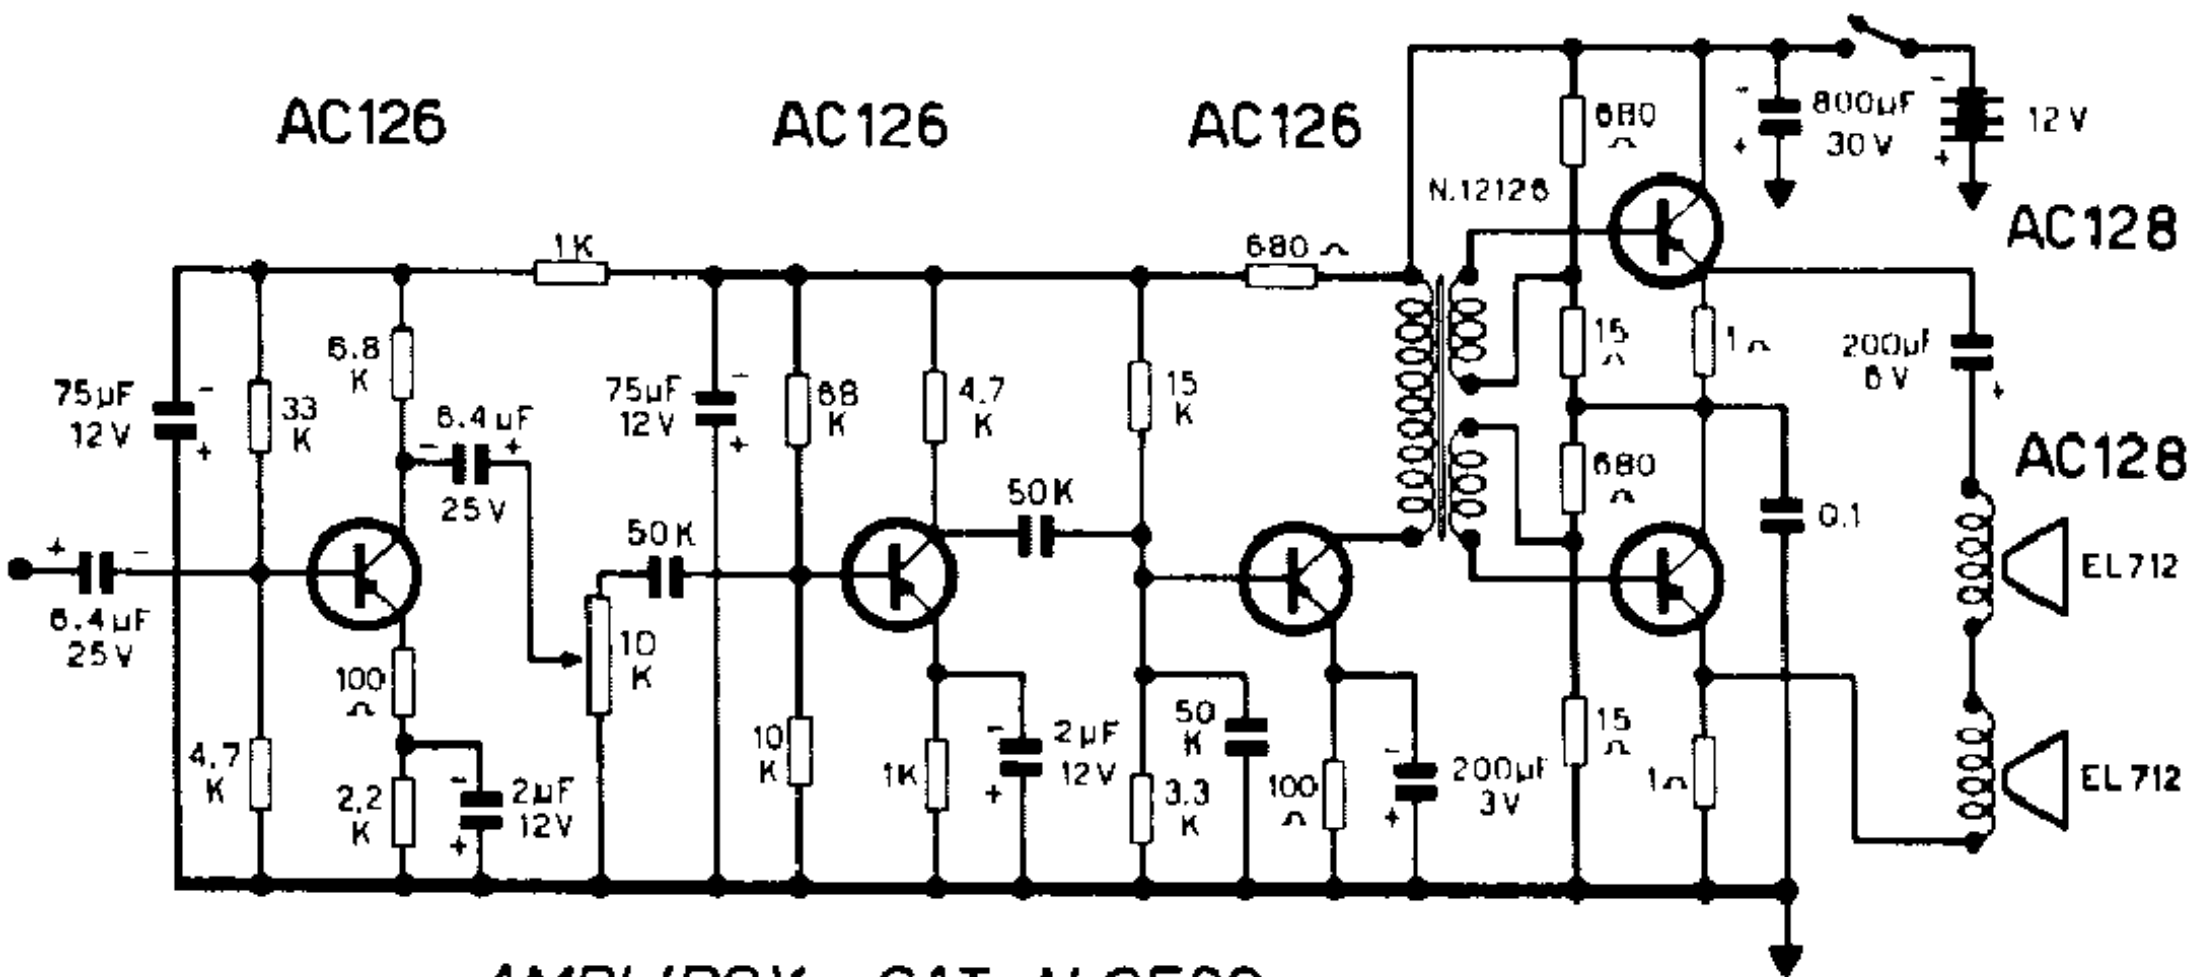 AC126
AC126
AC126
AC128
AC128
800µF
30V
12V
-
+
-
+
N.12126
680
Ω
1K
680 Ω
6.8
K
75µF
12V
-
+
33
K
6.4µF
25V
-
+
75µF
12V
-
+
68
K
4.7
K
15
K
15
Ω
1Ω
200µF
6V
+
50K
50K
680
Ω
0.1
+
-
6.4µF
25V
EL712
100
Ω
10
K
4.7
K
2.2
K
2µF
12V
-
+
10
K
1K
2µF
12V
-
+
50
K
3.3
K
100
Ω
200µF
3V
-
+
15
Ω
1Ω
EL712